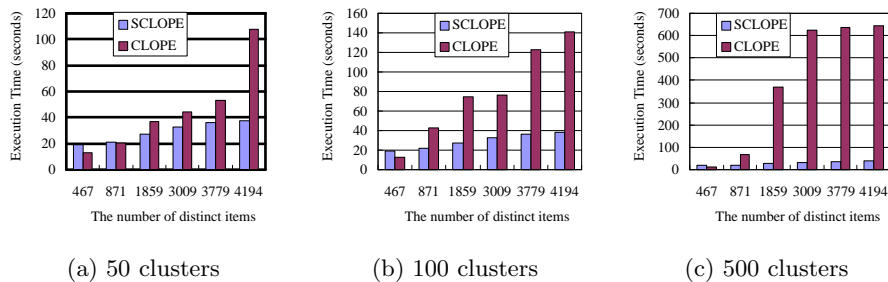 Execution Time (seconds)
120
100
80
60
40
20
0
SCLOPE
CLOPE
467 871 1859 3009 3779 4194
The number of distinct items
(a) 50 clusters
Execution Time (seconds)
160
140
120
100
80
60
40
20
0
SCLOPE
CLOPE
467 871 1859 3009 3779 4194
The number of distinct items
(b) 100 clusters
Execution Time (seconds)
700
600
500
400
300
200
100
0
SCLOPE
CLOPE
467 871 1859 3009 3779 4194
The number of distinct items
(c) 500 clusters